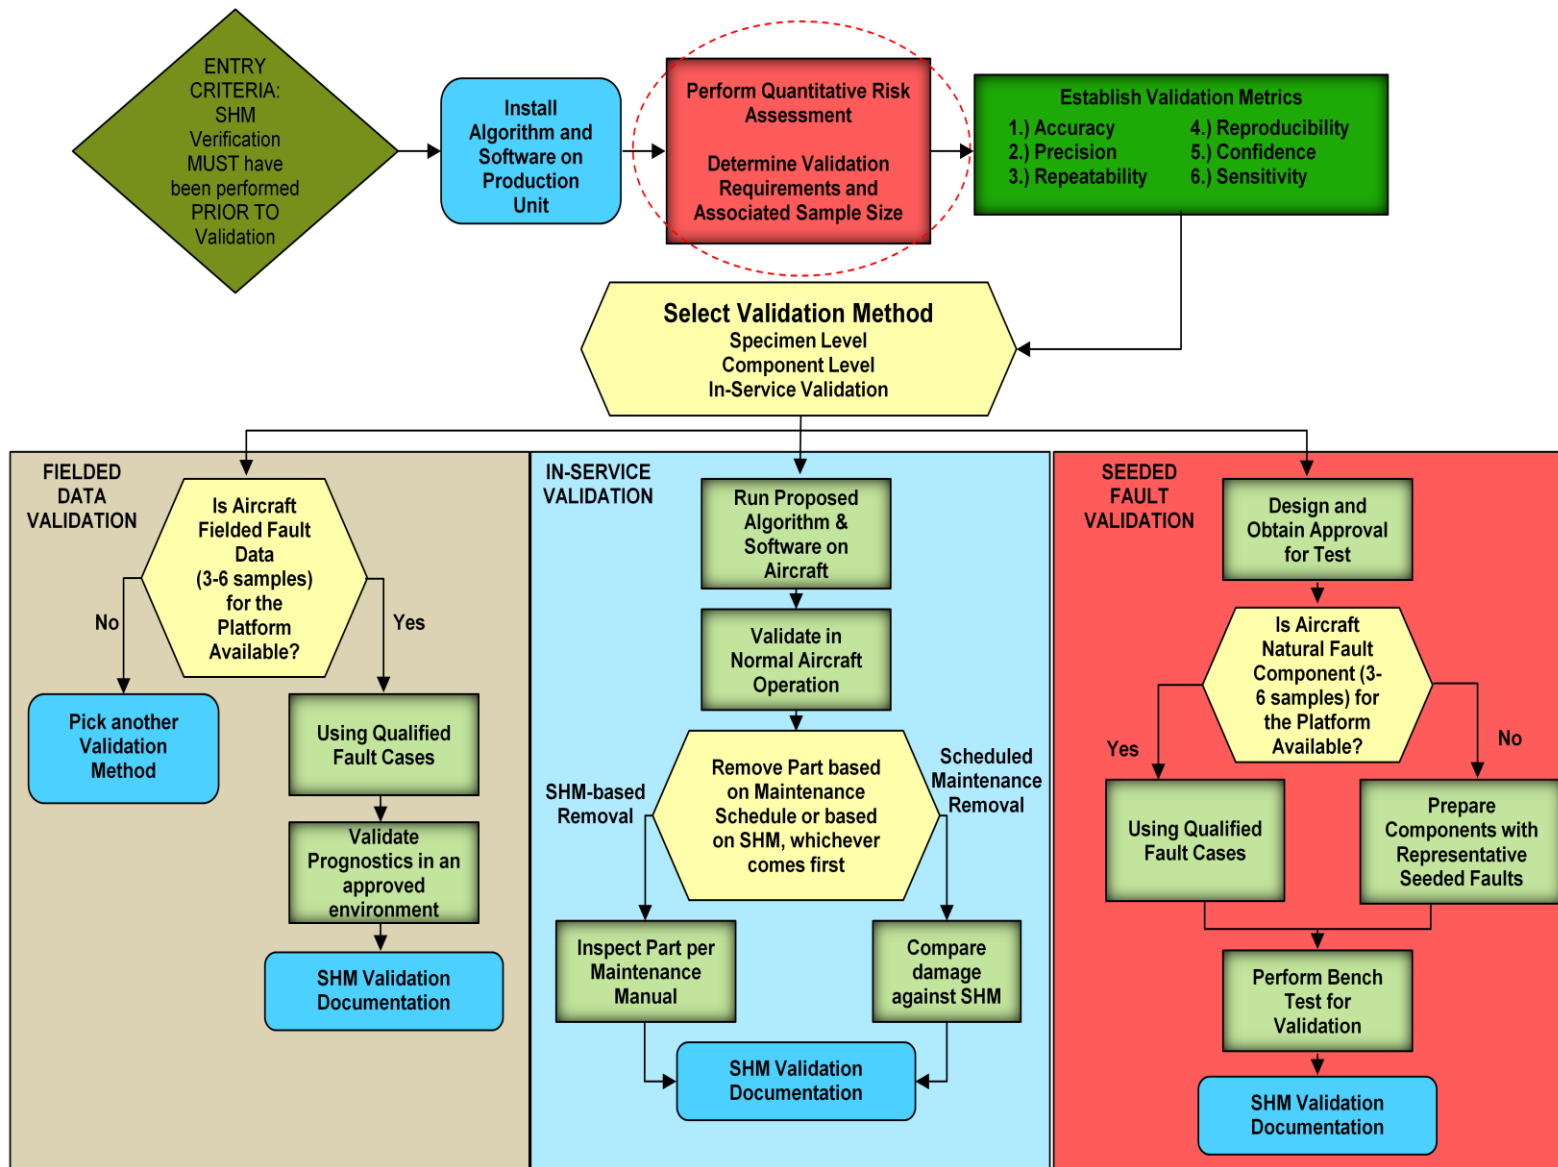 ENTRY
CRITERIA:
SHM
Verification
MUST have
been performed
PRIOR TO
Validation
Install
Algorithm and
Software on
Production
Unit
Perform Quantitative Risk
Assessment
Determine Validation
Requirements and
Associated Sample Size
Establish Validation Metrics
1.) Accuracy
2.) Precision
3.) Repeatability
4.) Reproducibility
5.) Confidence
6.) Sensitivity
Select Validation Method
Specimen Level
Component Level
In-Service Validation
FIELDED
DATA
VALIDATION
Is Aircraft
Fielded Fault
Data
(3-6 samples)
for the
Platform
Available?
No
Yes
Pick another
Validation
Method
Using Qualified
Fault Cases
Validate
Prognostics in an
approved
environment
SHM Validation
Documentation
IN-SERVICE
VALIDATION
Run Proposed
Algorithm &
Software on
Aircraft
Validate in
Normal Aircraft
Operation
Remove Part based
on Maintenance
Schedule or based
on SHM, whichever
comes first
SHM-based
Removal
Scheduled
Maintenance
Removal
Inspect Part per
Maintenance
Manual
Compare
damage
against SHM
SHM Validation
Documentation
SEEDED
FAULT
VALIDATION
Design and
Obtain Approval
for Test
Is Aircraft
Natural Fault
Component (3-
6 samples) for
the Platform
Available?
Yes
No
Using Qualified
Fault Cases
Prepare
Components with
Representative
Seeded Faults
Perform Bench
Test for
Validation
SHM Validation
Documentation